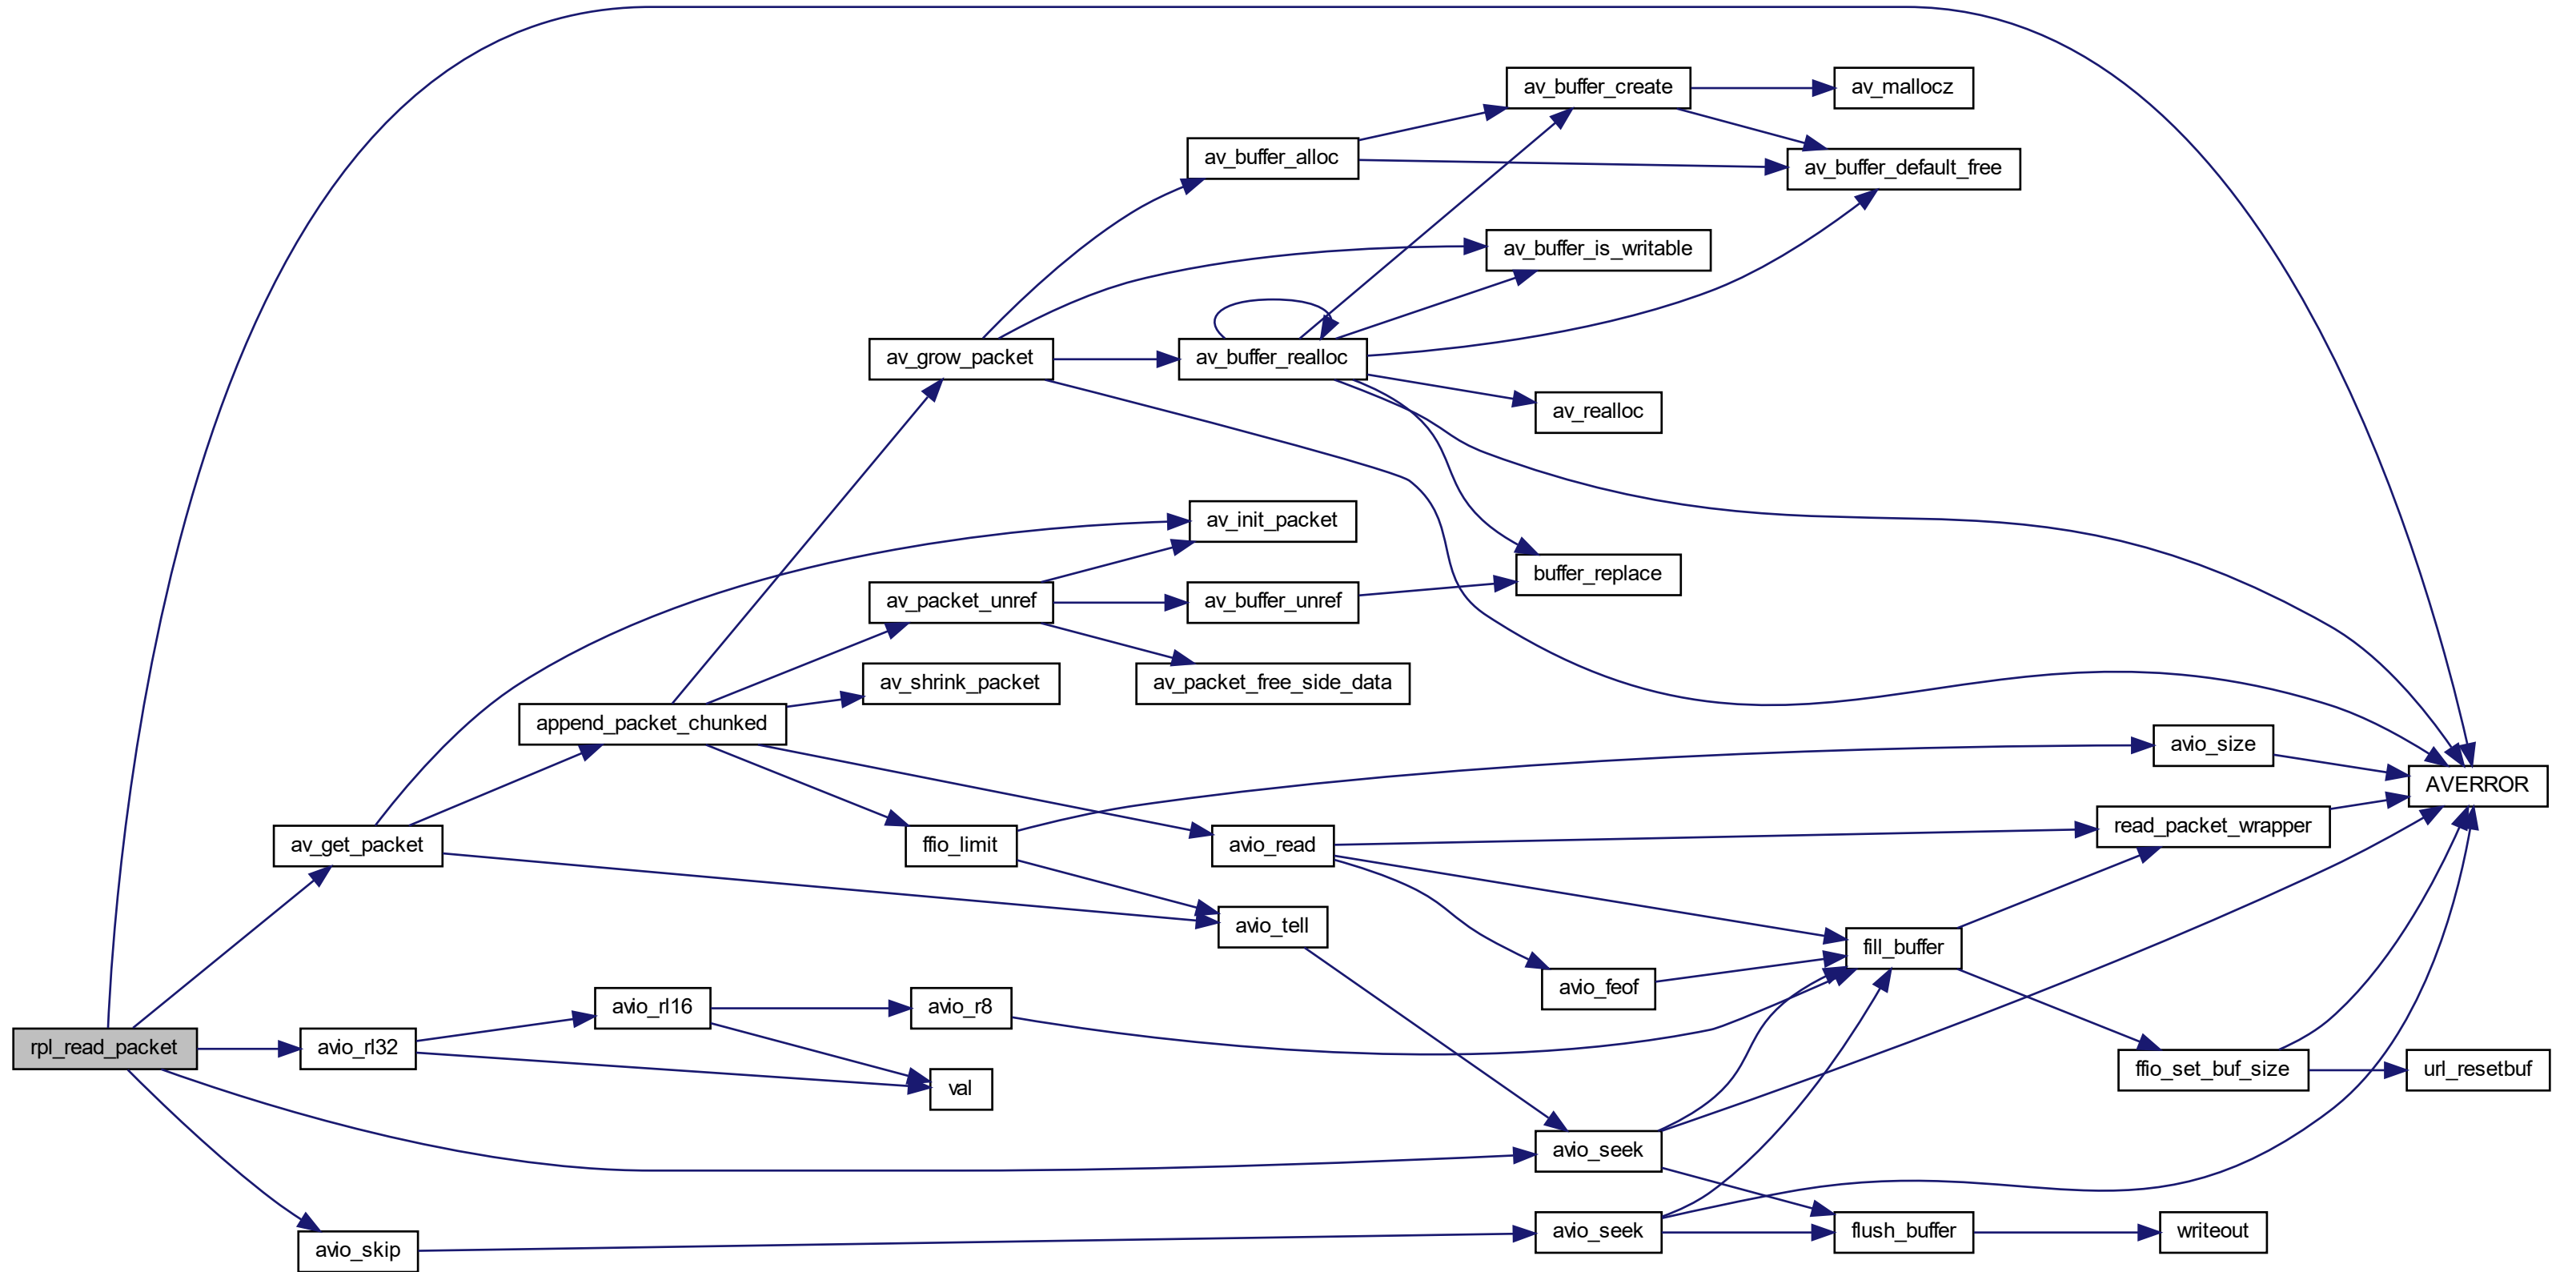 av_buffer_create
av_mallocz
av_buffer_alloc
av_buffer_default_free
av_buffer_is_writable
av_grow_packet
av_buffer_realloc
av_realloc
av_init_packet
buffer_replace
av_packet_unref
av_buffer_unref
av_shrink_packet
av_packet_free_side_data
append_packet_chunked
avio_size
AVERROR
av_get_packet
ffio_limit
avio_read
read_packet_wrapper
avio_tell
fill_buffer
avio_feof
avio_rl16
avio_r8
rpl_read_packet
avio_rl32
val
ffio_set_buf_size
url_resetbuf
avio_seek
avio_skip
avio_seek
flush_buffer
writeout